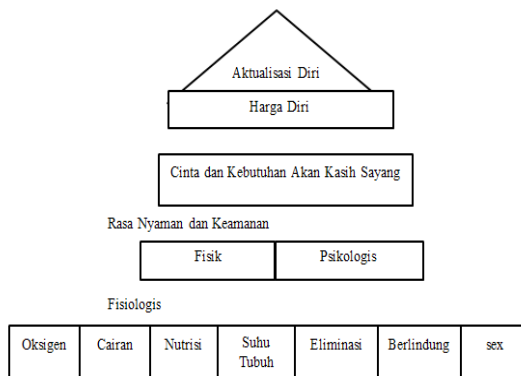 Aktualisasi Diri
Harga Diri
Cinta dan Kebutuhan Akan Kasih Sayang
Rasa Nyaman dan Keamanan
Fisik
Psikologis
Fisiologis
Oksigen
Cairan
Nutrisi
Suhu
Tubuh
Eliminasi
Berlindung
sex